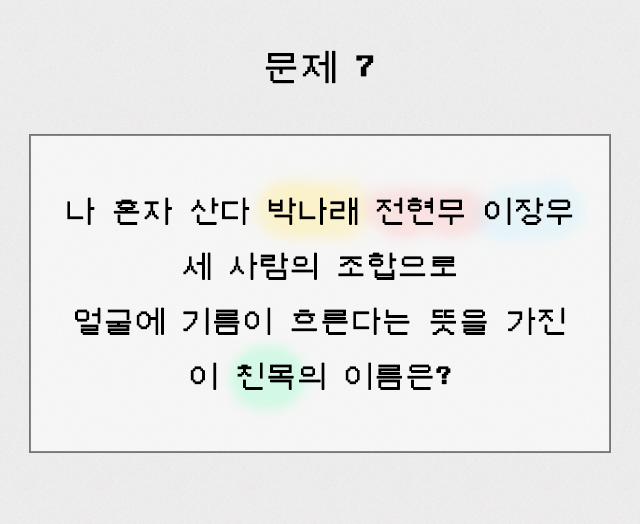 문제 7
나 혼자 산다 박나래 전현무 이장우
세 사람의 조합으로
얼굴에 기름이 흐른다는 뜻을 가진
이 친목의 이름은?